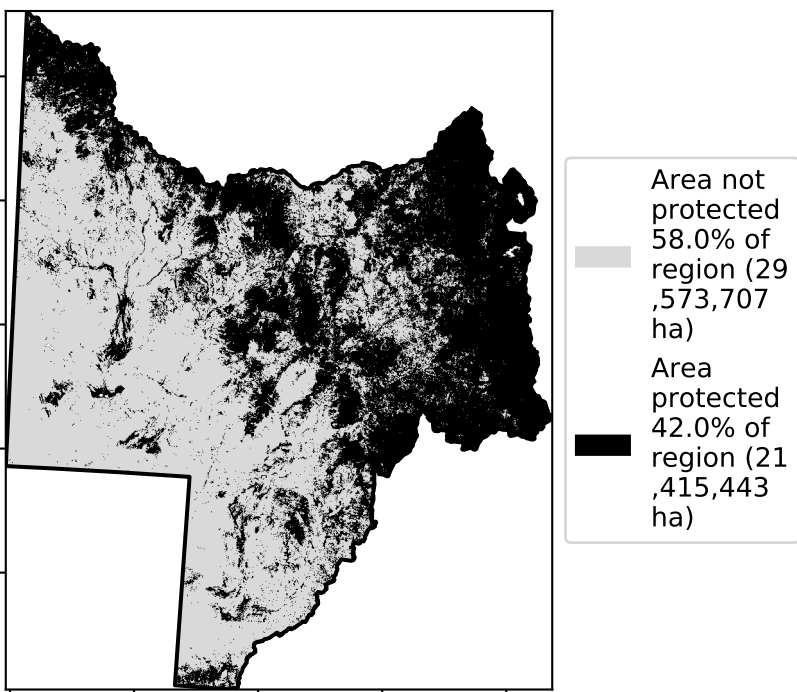 Area not
protected
58.0% of
region (29
,573,707
ha)
Area
protected
42.0% of
region (21
,415,443
ha)